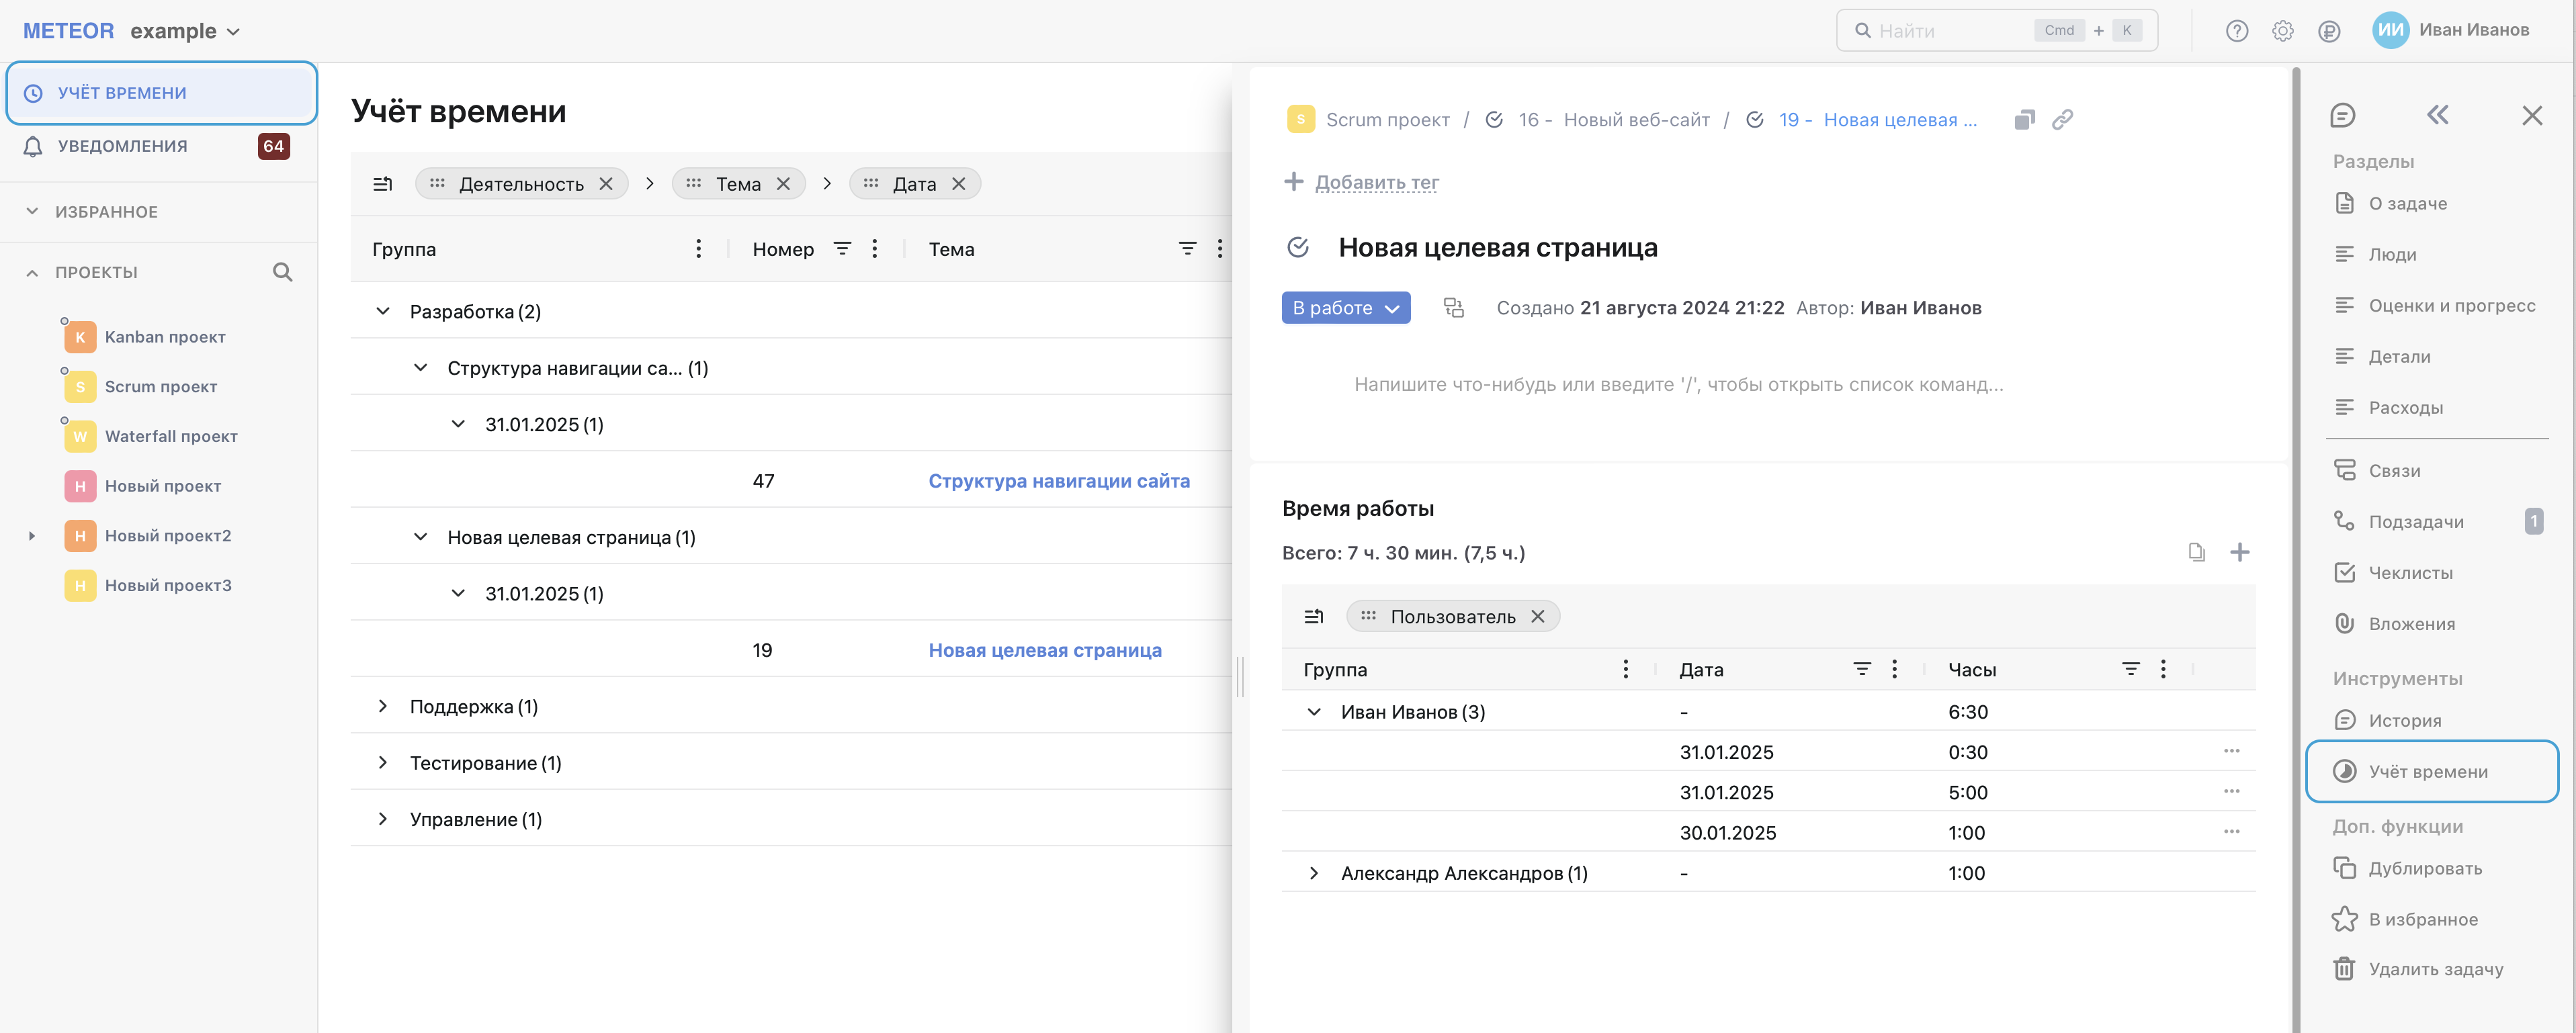 METEOR example
Найти Cmd + K
ИИ Иван Иванов
УЧЁТ ВРЕМЕНИ
УВЕДОМЛЕНИЯ 64
ИЗБРАННОЕ
ПРОЕКТЫ
K Kanban проект
S Scrum проект
W Waterfall проект
Н Новый проект
Н Новый проект2
Н Новый проект3
Учёт времени
Деятельность Тема Дата
Группа Номер Тема
Разработка (2)
Структура навигации са... (1)
31.01.2025 (1)
47 Структура навигации сайта
Новая целевая страница (1)
31.01.2025 (1)
19 Новая целевая страница
Поддержка (1)
Тестирование (1)
Управление (1)
S Scrum проект / 16 - Новый веб-сайт / 19 - Новая целевая ...
Добавить тег
Новая целевая страница
В работе Создано 21 августа 2024 21:22 Автор: Иван Иванов
Напишите что-нибудь или введите '/', чтобы открыть список команд...
Время работы
Всего: 7 ч. 30 мин. (7,5 ч.)
Пользователь
Группа Дата Часы
Иван Иванов (3) - 6:30
31.01.2025 0:30
31.01.2025 5:00
30.01.2025 1:00
Александр Александров (1) - 1:00
Разделы
О задаче
Люди
Оценки и прогресс
Детали
Расходы
Связи
Подзадачи 1
Чеклисты
Вложения
Инструменты
История
Учёт времени
Доп. функции
Дублировать
В избранное
Удалить задачу